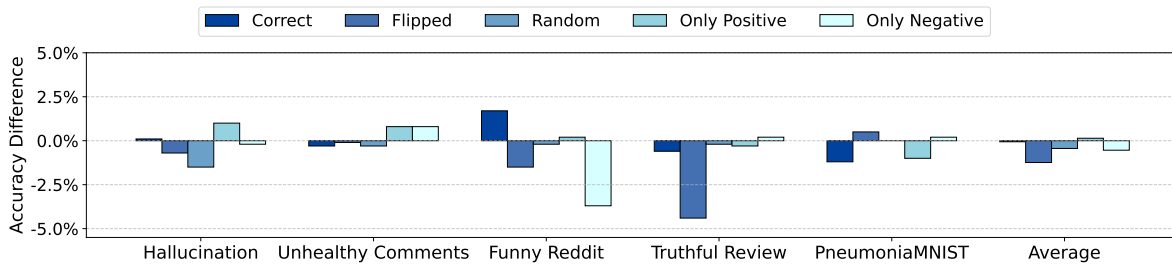 Correct Flipped Random Only Positive Only Negative
Accuracy Difference
5.0%
2.5%
0.0%
-2.5%
-5.0%
Hallucination Unhealthy Comments Funny Reddit Truthful Review PneumoniaMNIST Average